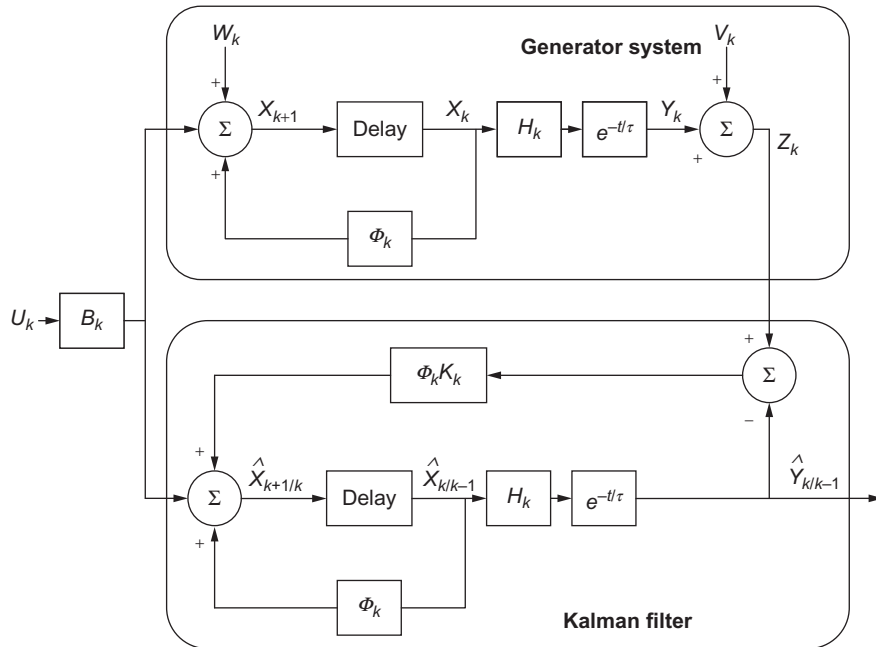 W_k
V_k
Generator system
+
+
Σ
X_{k+1}
Delay
X_k
H_k
e^{–t/τ}
Y_k
Σ
+
+
Z_k
Φ_k
U_k
B_k
+
Φ_k K_k
Σ
–
+
Σ
X̂_{k+1/k}
Delay
X̂_{k/k–1}
H_k
e^{–t/τ}
Ŷ_{k/k–1}
+
Φ_k
Kalman filter